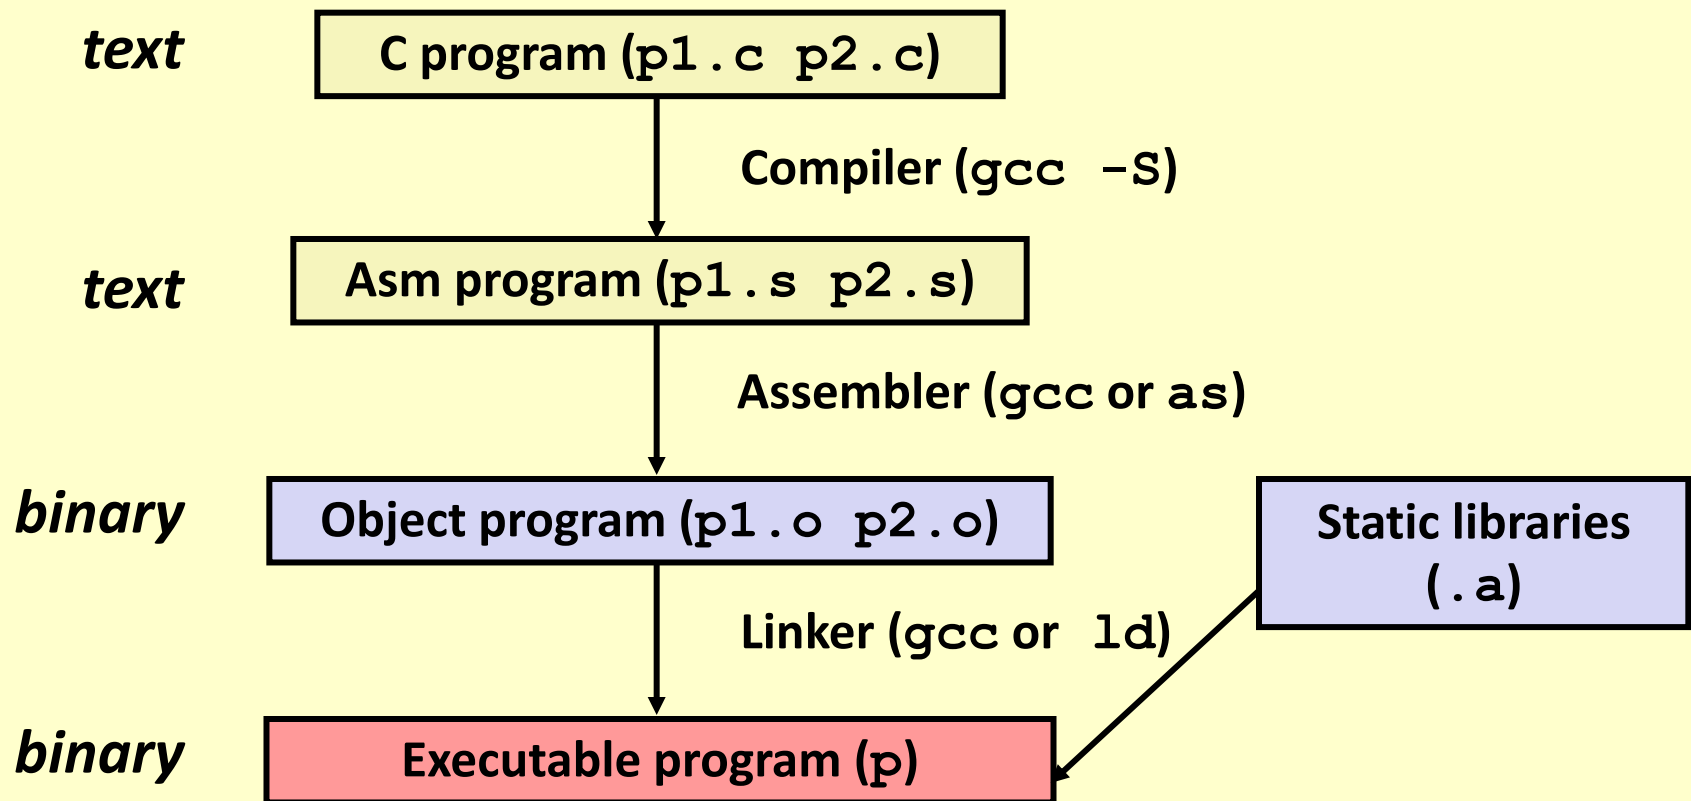 text
C program (p1.c p2.c)
Compiler (gcc -S)
text
Asm program (p1.s p2.s)
Assembler (gcc or as)
binary
Object program (p1.o p2.o)
Static libraries
(.a)
Linker (gcc or ld)
binary
Executable program (p)